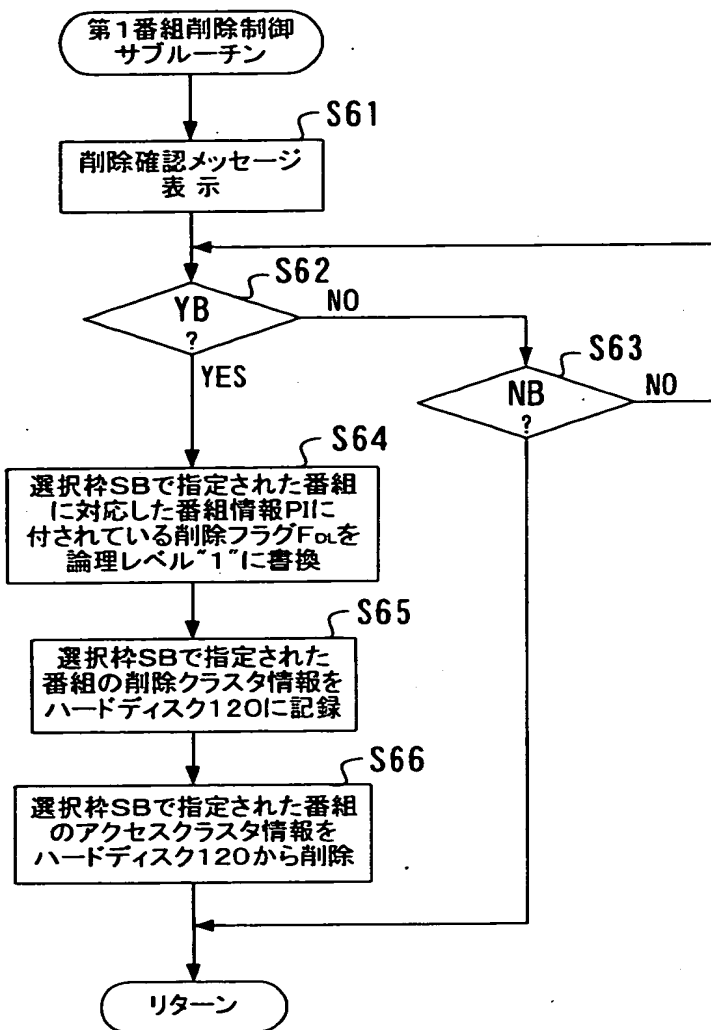 第1番組削除制御
サブルーチン
S61
削除確認メッセージ
表 示
S62
YB
?
NO
YES
S63
NB
?
NO
S64
選択枠SBで指定された番組
に対応した番組情報PIに
付されている削除フラグFDLを
論理レベル"1"に書換
S65
選択枠SBで指定された
番組の削除クラスタ情報を
ハードディスク120に記録
S66
選択枠SBで指定された番組
のアクセスクラスタ情報を
ハードディスク120から削除
リターン